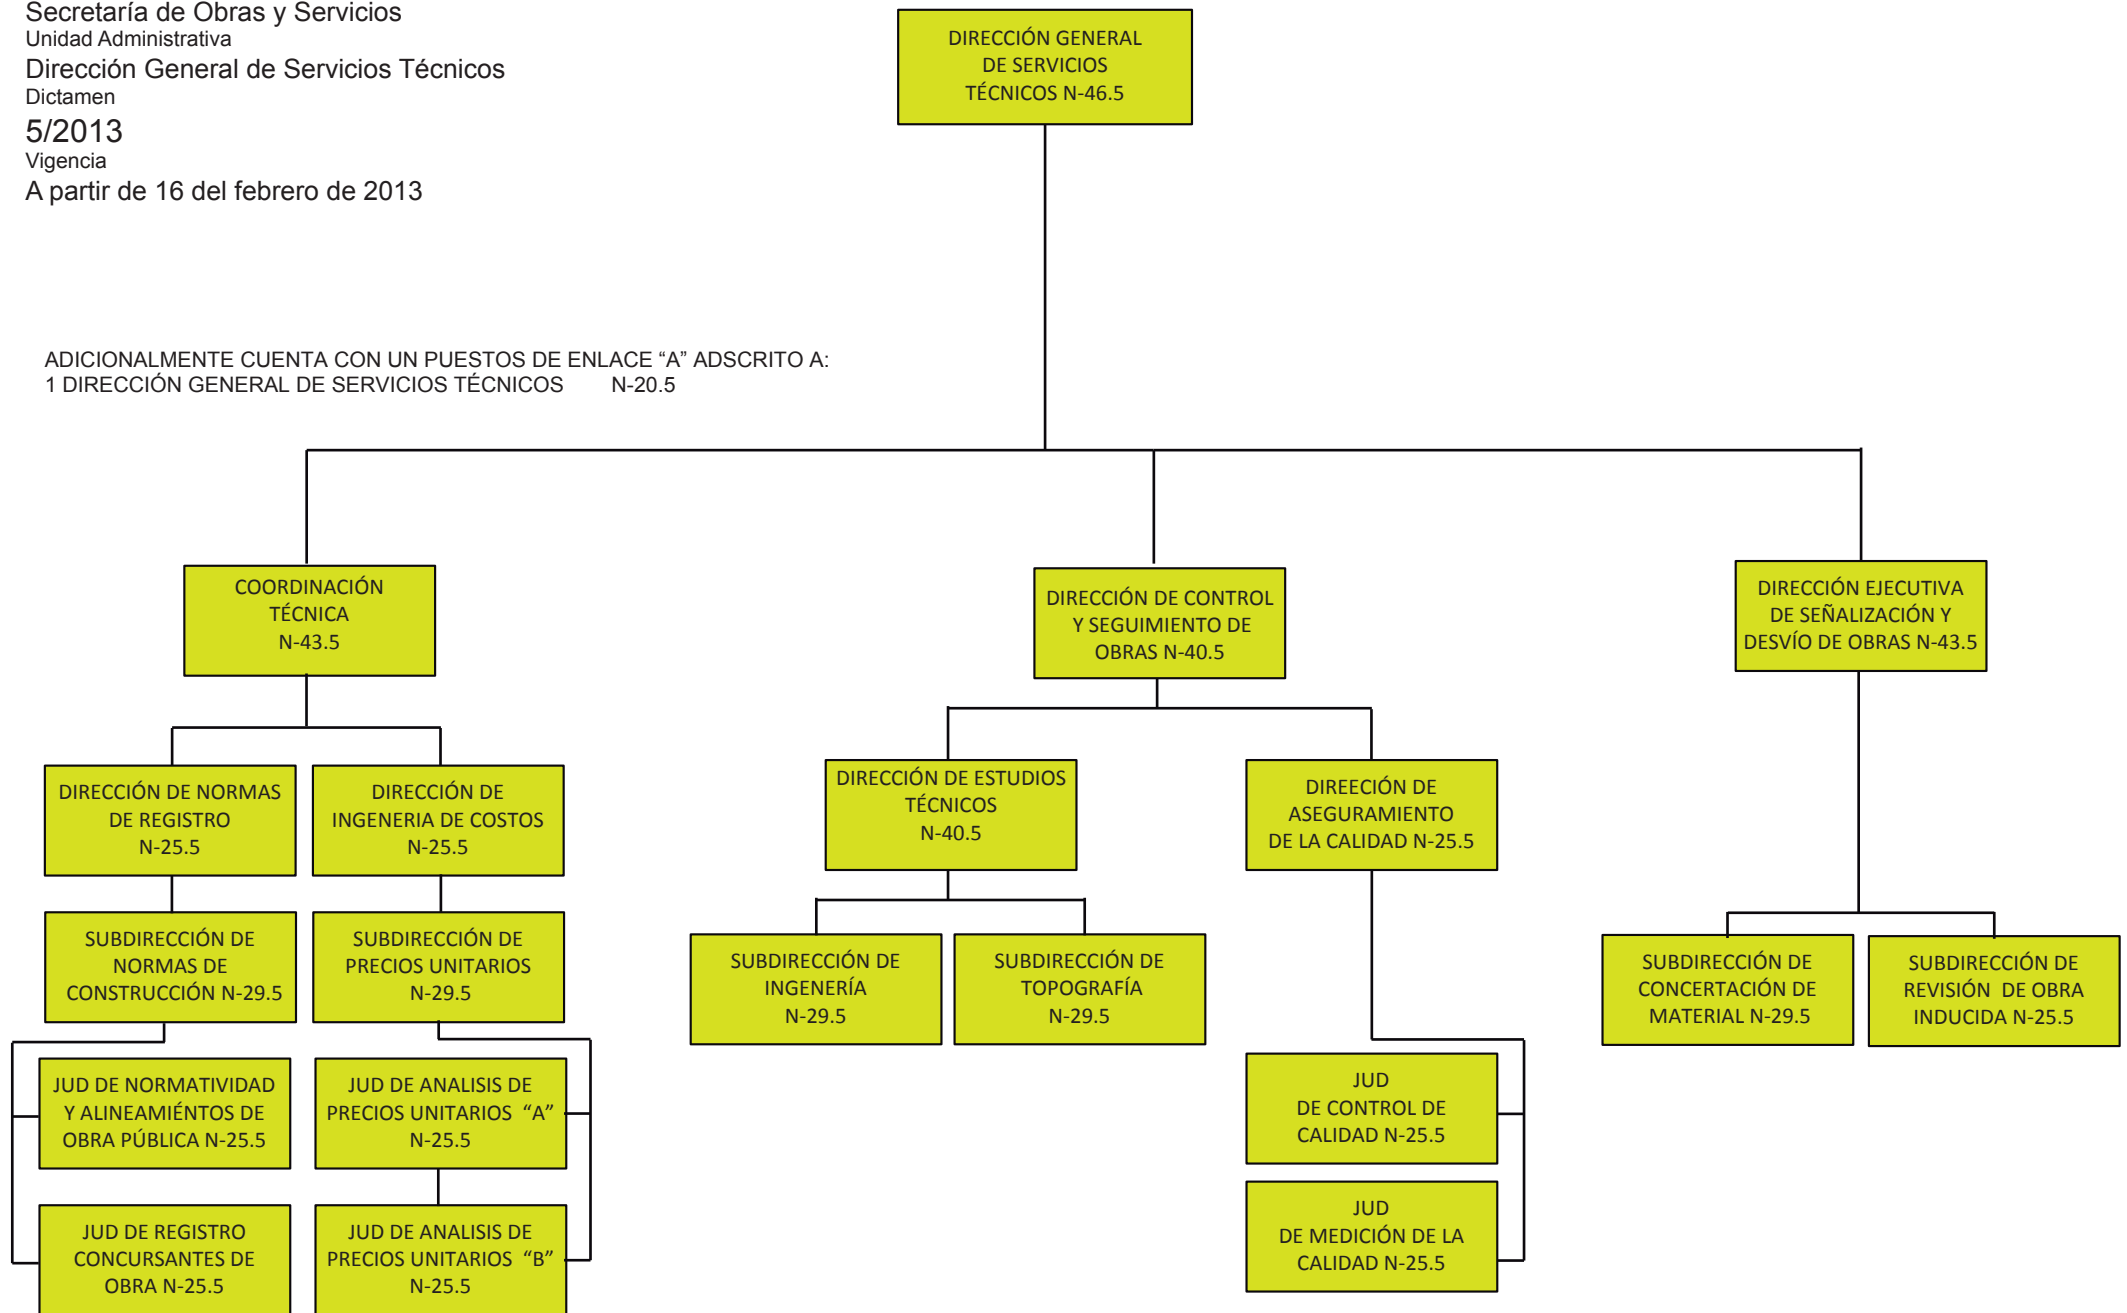 Secretaría de Obras y Servicios
Unidad Administrativa
Dirección General de Servicios Técnicos
Dictamen
5/2013
Vigencia
A partir de 16 del febrero de 2013
DIRECCIÓN GENERAL
DE SERVICIOS
TÉCNICOS N-46.5
ADICIONALMENTE CUENTA CON UN PUESTOS DE ENLACE “A” ADSCRITO A:
1 DIRECCIÓN GENERAL DE SERVICIOS TÉCNICOS N-20.5
COORDINACIÓN
TÉCNICA
N-43.5
DIRECCIÓN DE CONTROL
Y SEGUIMIENTO DE
OBRAS N-40.5
DIRECCIÓN EJECUTIVA
DE SEÑALIZACIÓN Y
DESVÍO DE OBRAS N-43.5
DIRECCIÓN DE NORMAS
DE REGISTRO
N-25.5
DIRECCIÓN DE
INGENERIA DE COSTOS
N-25.5
DIRECCIÓN DE ESTUDIOS
TÉCNICOS
N-40.5
DIREECIÓN DE
ASEGURAMIENTO
DE LA CALIDAD N-25.5
SUBDIRECCIÓN DE
NORMAS DE
CONSTRUCCIÓN N-29.5
SUBDIRECCIÓN DE
PRECIOS UNITARIOS
N-29.5
SUBDIRECCIÓN DE
INGENERÍA
N-29.5
SUBDIRECCIÓN DE
TOPOGRAFÍA
N-29.5
SUBDIRECCIÓN DE
CONCERTACIÓN DE
MATERIAL N-29.5
SUBDIRECCIÓN DE
REVISIÓN DE OBRA
INDUCIDA N-25.5
JUD DE NORMATIVIDAD
Y ALINEAMIÉNTOS DE
OBRA PÚBLICA N-25.5
JUD DE ANALISIS DE
PRECIOS UNITARIOS “A”
N-25.5
JUD
DE CONTROL DE
CALIDAD N-25.5
JUD DE REGISTRO
CONCURSANTES DE
OBRA N-25.5
JUD DE ANALISIS DE
PRECIOS UNITARIOS “B”
N-25.5
JUD
DE MEDICIÓN DE LA
CALIDAD N-25.5